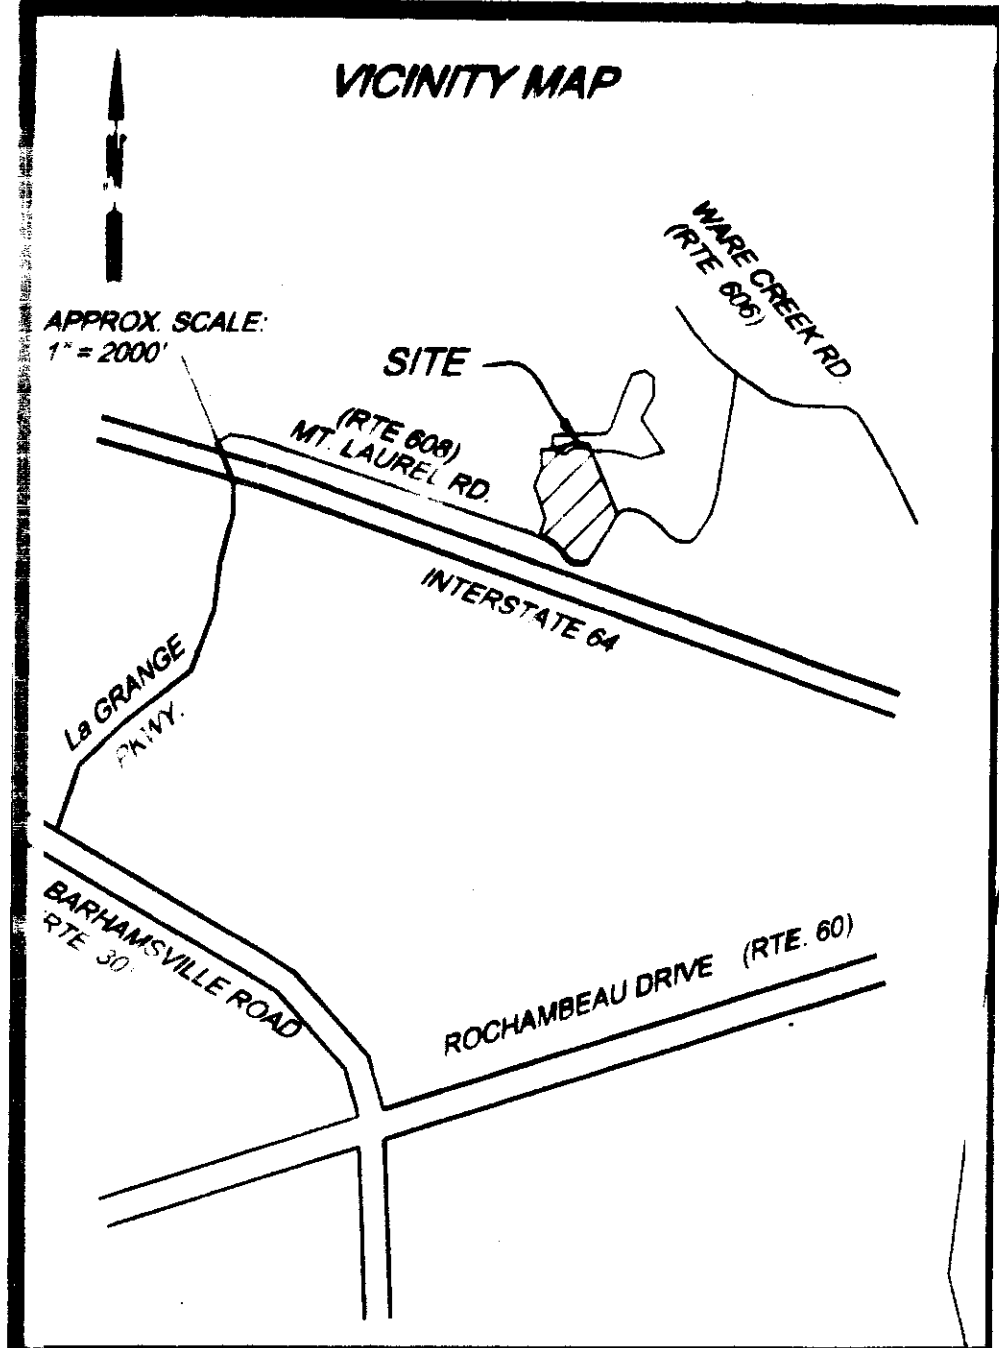 VICINITY MAP
WARE CREEK RD.
(RTE 606)
APPROX. SCALE:
1" = 2000'
SITE
(RTE 608)
MT. LAUREL RD.
INTERSTATE 64
La GRANGE
PKWY.
BARHAMSVILLE ROAD
RTE 30
ROCHAMBEAU DRIVE (RTE. 60)